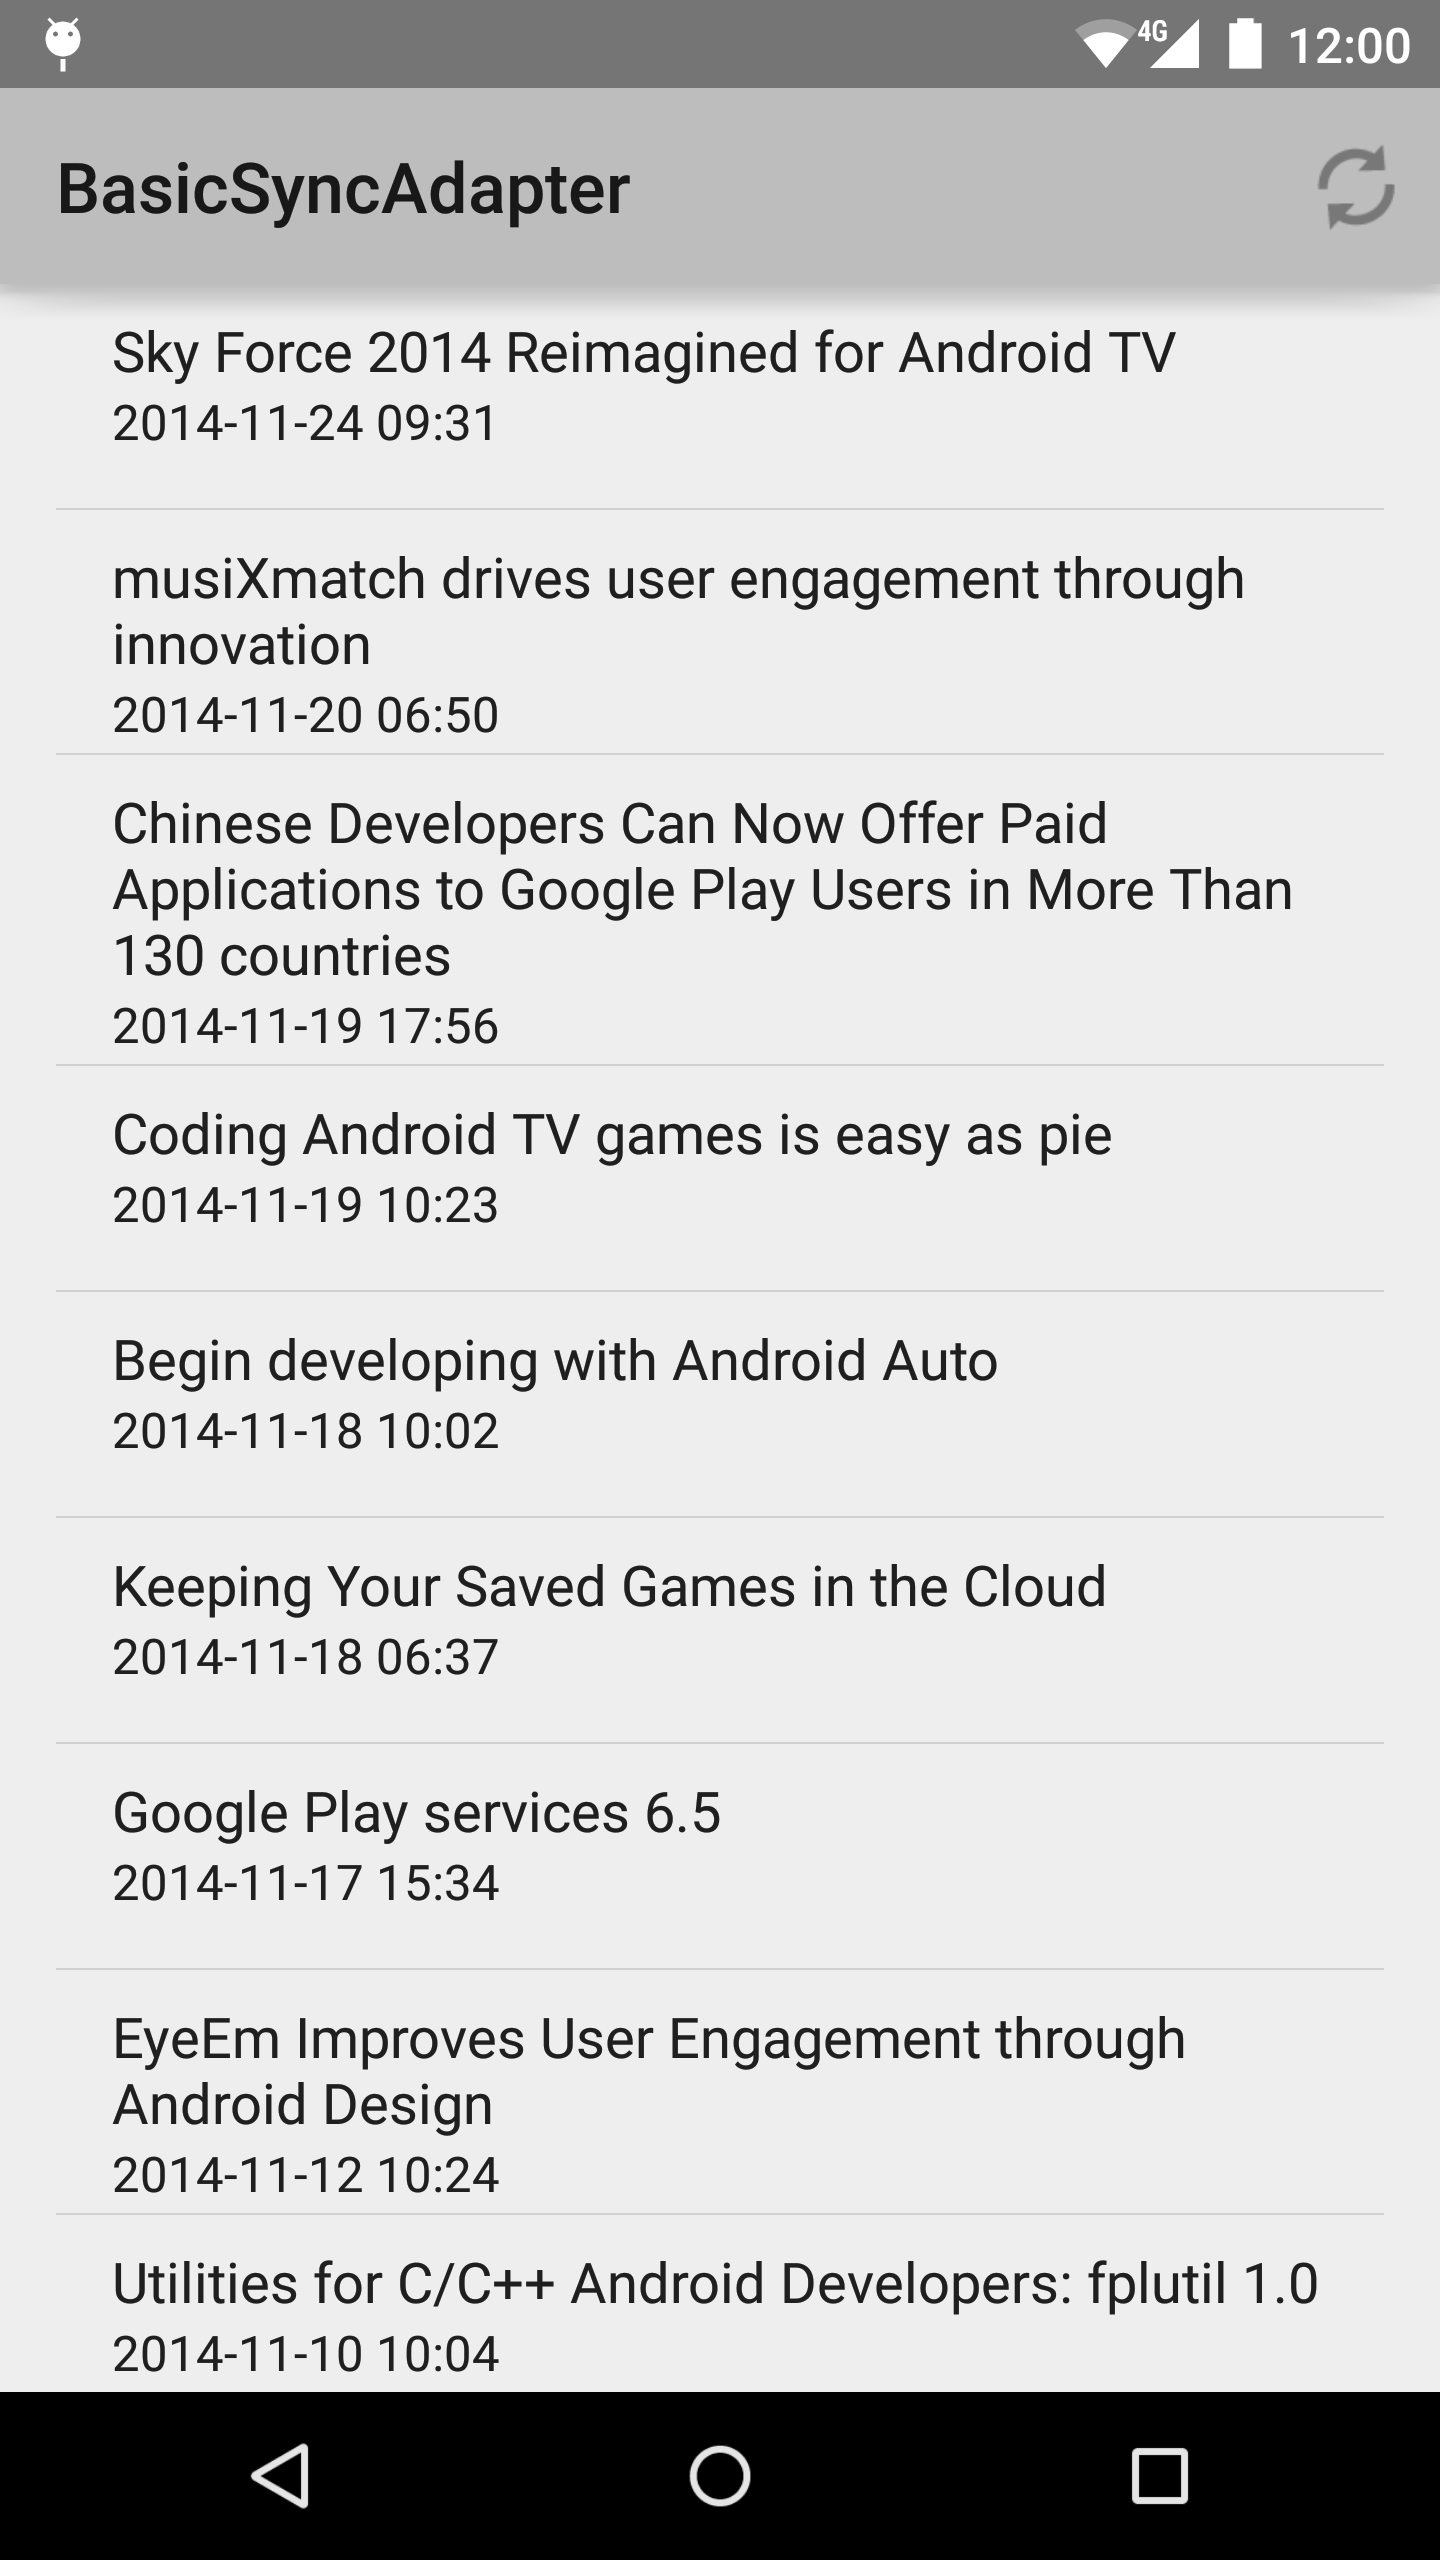 4G 12:00
BasicSyncAdapter
Sky Force 2014 Reimagined for Android TV
2014-11-24 09:31
musiXmatch drives user engagement through
innovation
2014-11-20 06:50
Chinese Developers Can Now Offer Paid
Applications to Google Play Users in More Than
130 countries
2014-11-19 17:56
Coding Android TV games is easy as pie
2014-11-19 10:23
Begin developing with Android Auto
2014-11-18 10:02
Keeping Your Saved Games in the Cloud
2014-11-18 06:37
Google Play services 6.5
2014-11-17 15:34
EyeEm Improves User Engagement through
Android Design
2014-11-12 10:24
Utilities for C/C++ Android Developers: fplutil 1.0
2014-11-10 10:04